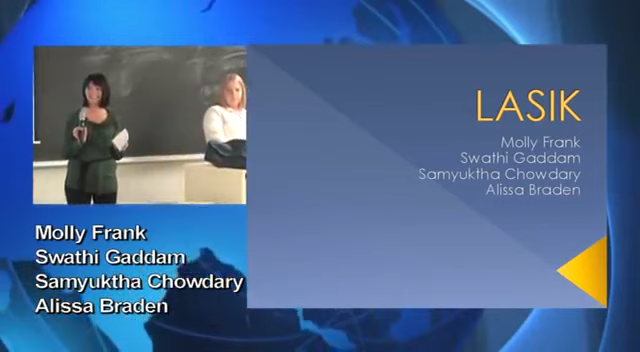 LASIK
Molly Frank
Swathi Gaddam
Samyuktha Chowdary
Alissa Braden
Molly Frank
Swathi Gaddam
Samyuktha Chowdary
Alissa Braden